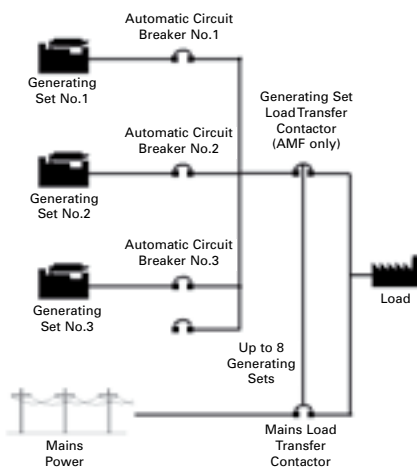 Automatic Circuit
Breaker No.1
Generating
Set No.1
Generating Set
Load Transfer
Contactor
(AMF only)
Automatic Circuit
Breaker No.2
Generating
Set No.2
Automatic Circuit
Breaker No.3
Generating
Set No.3
Load
Up to 8
Generating
Sets
Mains
Power
Mains Load
Transfer
Contactor